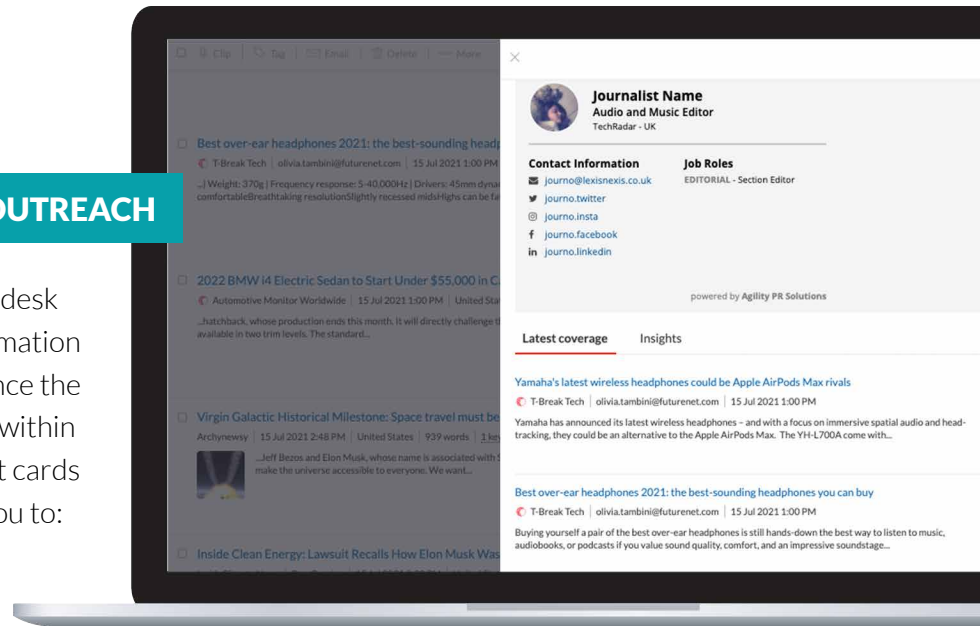 OUTREACH
desk
mation
nce the
within
t cards
ou to:
Clip | Tag | Email | Delete | More
Best over-ear headphones 2021: the best-sounding head
T-Break Tech | olivia.tambini@futurenet.com | 15 Jul 2021 1:00 PM
...| Weight: 370g | Frequency response: 5-40,000Hz | Drivers: 45mm dyna
comfortableBreathtaking resolutionSlightly recessed midsHighs can be fa
2022 BMW i4 Electric Sedan to Start Under $55,000 in C
Automotive Monitor Worldwide | 15 Jul 2021 1:00 PM | United Sta
...hatchback, whose production ends this month. It will directly challenge t
available in two trim levels. The standard...
Virgin Galactic Historical Milestone: Space travel must be
Archynewsy | 15 Jul 2021 2:48 PM | United States | 939 words | 1 key
...Jeff Bezos and Elon Musk, whose name is associated with S
make the universe accessible to everyone. We want...
Inside Clean Energy: Lawsuit Recalls How Elon Musk Was
Journalist Name
Audio and Music Editor
TechRadar - UK
Contact Information
journo@lexisnexis.co.uk
journo.twitter
journo.insta
journo.facebook
journo.linkedin
Job Roles
EDITORIAL - Section Editor
powered by Agility PR Solutions
Latest coverage Insights
Yamaha's latest wireless headphones could be Apple AirPods Max rivals
T-Break Tech | olivia.tambini@futurenet.com | 15 Jul 2021 1:00 PM
Yamaha has announced its latest wireless headphones – and with a focus on immersive spatial audio and head-
tracking, they could be an alternative to the Apple AirPods Max. The YH-L700A come with...
Best over-ear headphones 2021: the best-sounding headphones you can buy
T-Break Tech | olivia.tambini@futurenet.com | 15 Jul 2021 1:00 PM
Buying yourself a pair of the best over-ear headphones is still hands-down the best way to listen to music,
audiobooks, or podcasts if you value sound quality, comfort, and an impressive soundstage...